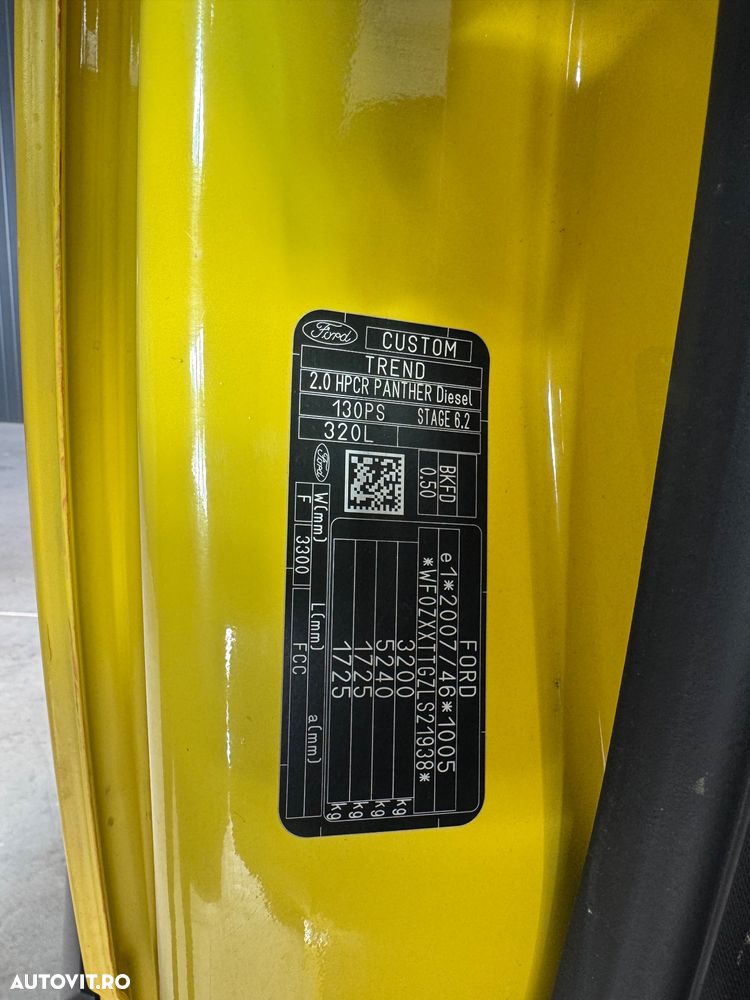 Ford
CUSTOM
TREND
2.0 HPCR PANTHER Diesel
130PS STAGE 6.2
320L
Ford
BKFD
0.50
FORD
e1*2007/46*1005
*WF0ZXXTTGZLS21938*
3200 kg
5240 kg
1725 kg
1725 kg
W(mm) L(mm) a(mm)
F 3300 FCC
AUTOVIT.RO